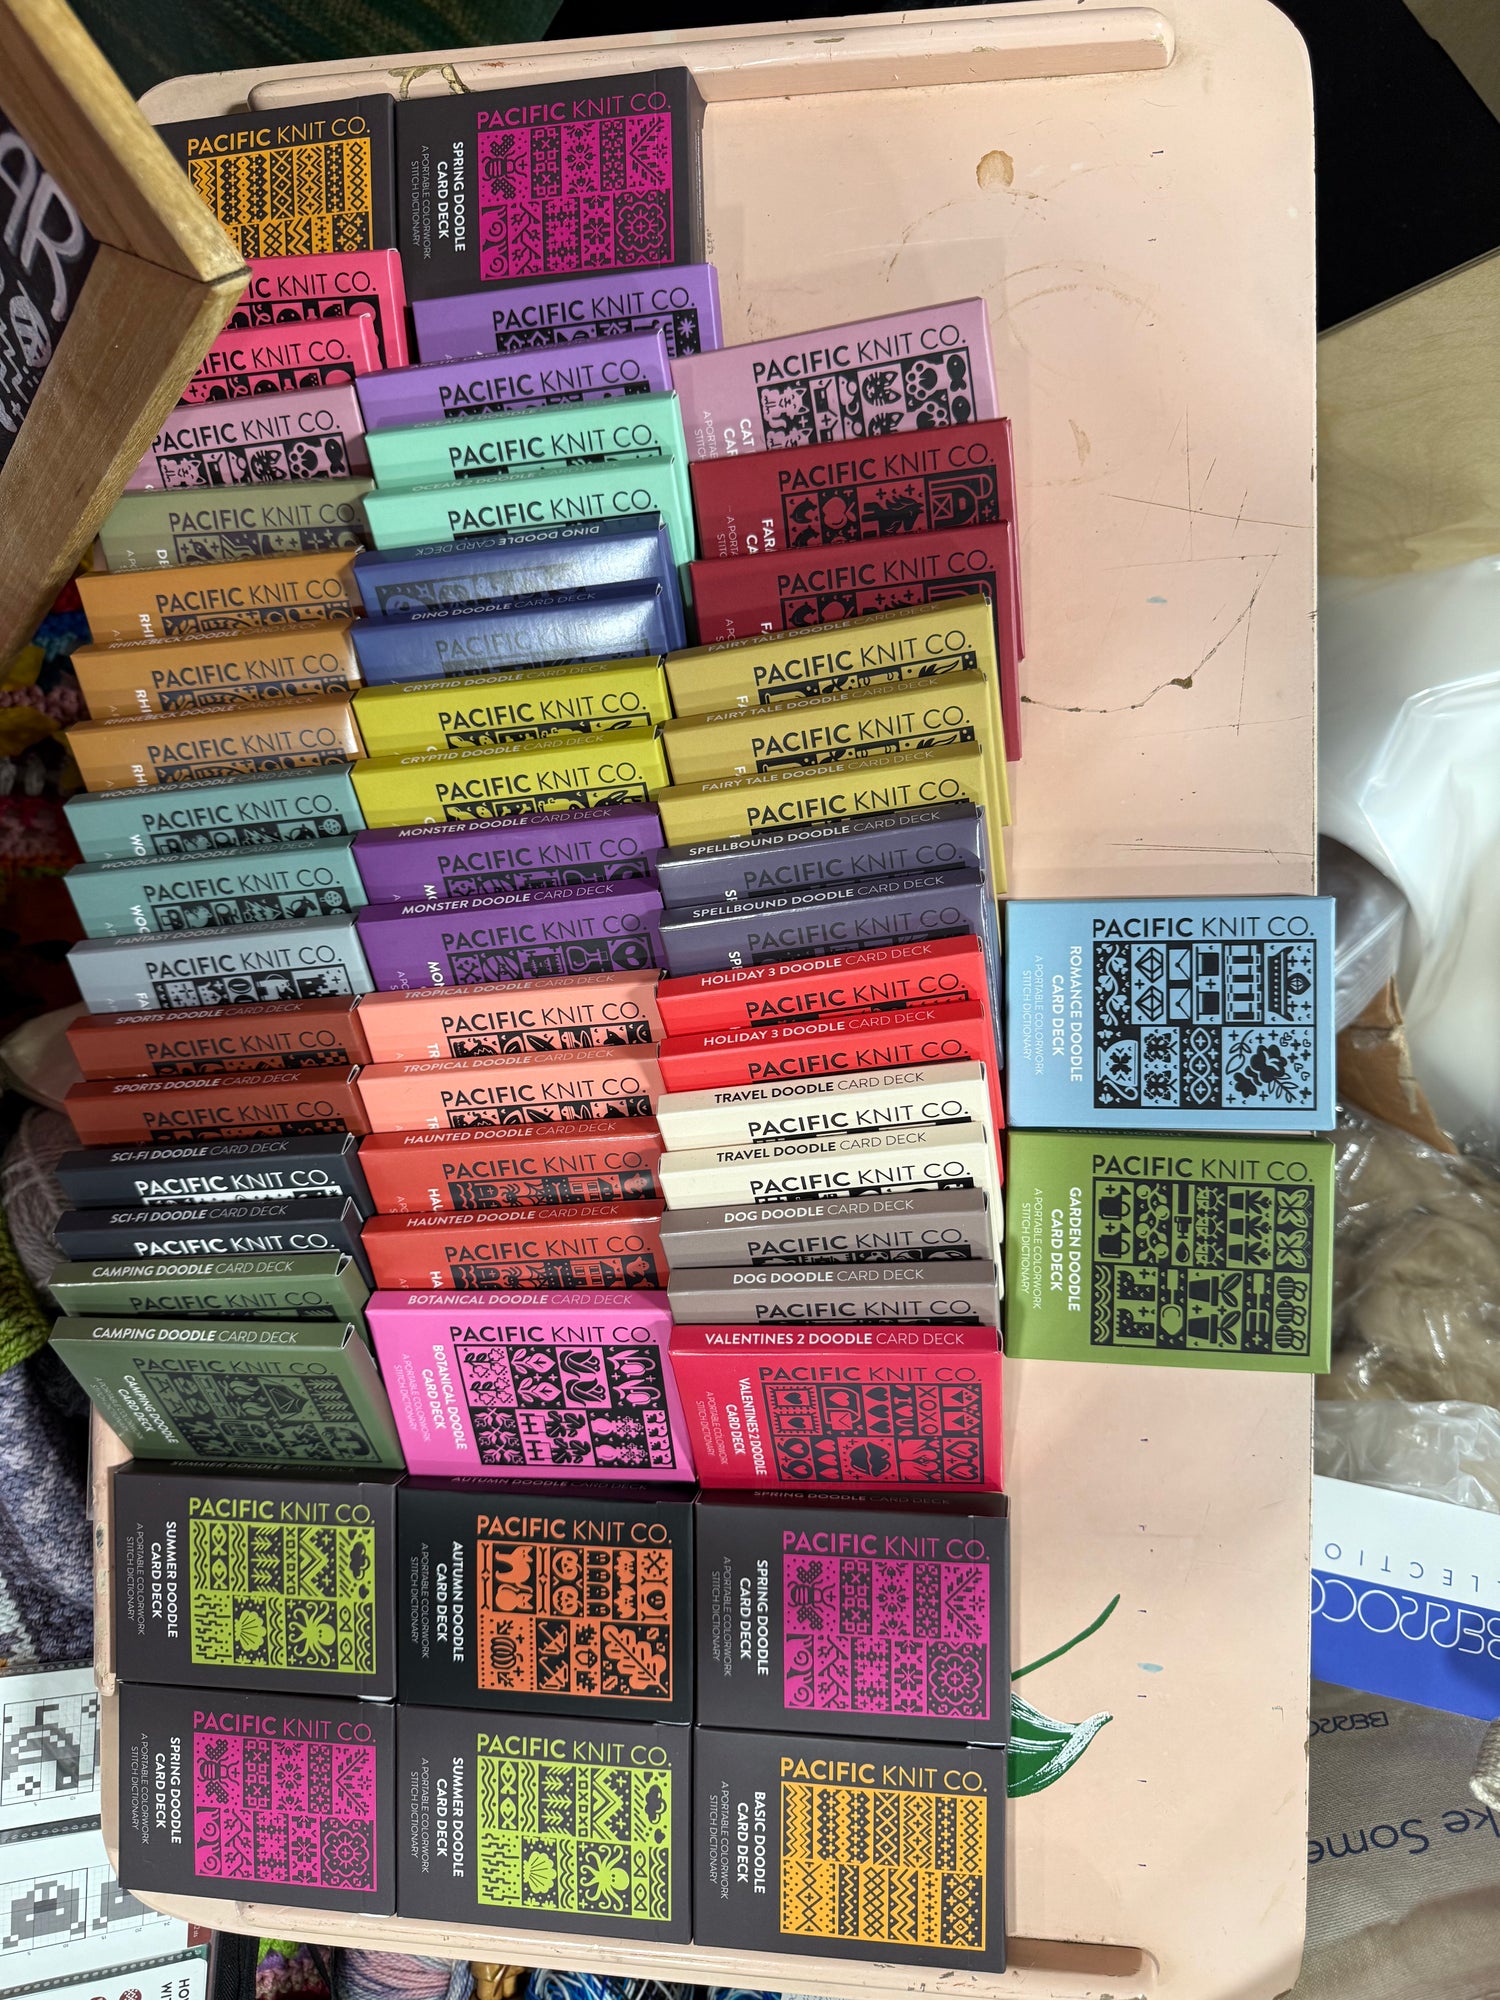 PACIFIC KNIT CO.
KNIT CO.
KNIT CO.
PACIFIC KNIT CO.
PACIFIC KNIT CO.
PACIFIC KNIT CO.
RHINEBECK DOODLE CARD DECK
PACIFIC KNIT CO.
RHINEBECK DOODLE CARD DECK
PACIFIC KNIT CO.
WOODLAND DOODLE CARD DECK
PACIFIC KNIT CO.
WOODLAND DOODLE CARD DECK
PACIFIC KNIT CO.
FANTASY DOODLE CARD DECK
PACIFIC KNIT CO.
SPORTS DOODLE CARD DECK
PACIFIC KNIT CO.
SPORTS DOODLE CARD DECK
PACIFIC KNIT CO.
SCI-FI DOODLE CARD DECK
PACIFIC KNIT CO.
SCI-FI DOODLE CARD DECK
PACIFIC KNIT CO.
CAMPING DOODLE CARD DECK
PACIFIC KNIT CO.
CAMPING DOODLE CARD DECK
PACIFIC KNIT CO.
CAMPING DOODLE
CARD DECK
A PORTABLE COLORWORK
STITCH DICTIONARY
SUMMER DOODLE CARD DECK
PACIFIC KNIT CO.
SUMMER DOODLE
CARD DECK
A PORTABLE COLORWORK
STITCH DICTIONARY
PACIFIC KNIT CO.
SPRING DOODLE
CARD DECK
A PORTABLE COLORWORK
STITCH DICTIONARY
PACIFIC KNIT CO.
SPRING DOODLE
CARD DECK
A PORTABLE COLORWORK
STITCH DICTIONARY
PACIFIC KNIT CO.
PACIFIC KNIT CO.
OCEAN 2 DOODLE
PACIFIC KNIT CO.
OCEAN 2 DOODLE CARD DECK
PACIFIC KNIT CO.
DINO DOODLE CARD DECK
DINO DOODLE CARD DECK
PACIFIC KNIT
CRYPTID DOODLE CARD DECK
PACIFIC KNIT CO.
CRYPTID DOODLE CARD DECK
PACIFIC KNIT CO.
MONSTER DOODLE CARD DECK
PACIFIC KNIT CO.
MONSTER DOODLE CARD DECK
PACIFIC KNIT CO.
TROPICAL DOODLE CARD DECK
PACIFIC KNIT CO.
TROPICAL DOODLE CARD DECK
PACIFIC KNIT CO.
HAUNTED DOODLE CARD DECK
PACIFIC KNIT CO.
HAUNTED DOODLE CARD DECK
PACIFIC KNIT CO.
BOTANICAL DOODLE CARD DECK
PACIFIC KNIT CO.
BOTANICAL DOODLE
CARD DECK
A PORTABLE COLORWORK
STITCH DICTIONARY
AUTUMN DOODLE CARD DECK
PACIFIC KNIT CO.
AUTUMN DOODLE
CARD DECK
A PORTABLE COLORWORK
STITCH DICTIONARY
PACIFIC KNIT CO.
SUMMER DOODLE
CARD DECK
A PORTABLE COLORWORK
STITCH DICTIONARY
PACIFIC KNIT CO.
CAT
PACIFIC KNIT CO.
PACIFIC KNIT CO.
FAIRY TALE DOODLE CARD DECK
PACIFIC KNIT CO.
FAIRY TALE DOODLE CARD DECK
PACIFIC KNIT CO.
FAIRY TALE DOODLE CARD DECK
PACIFIC KNIT CO.
SPELLBOUND DOODLE CARD DECK
PACIFIC KNIT CO.
SPELLBOUND DOODLE CARD DECK
PACIFIC KNIT CO.
HOLIDAY 3 DOODLE CARD DECK
PACIFIC KNIT CO.
HOLIDAY 3 DOODLE CARD DECK
PACIFIC KNIT CO.
TRAVEL DOODLE CARD DECK
PACIFIC KNIT CO.
TRAVEL DOODLE CARD DECK
PACIFIC KNIT CO.
DOG DOODLE CARD DECK
PACIFIC KNIT CO.
DOG DOODLE CARD DECK
PACIFIC KNIT CO.
VALENTINES 2 DOODLE CARD DECK
PACIFIC KNIT CO.
VALENTINES 2 DOODLE
CARD DECK
A PORTABLE COLORWORK
STITCH DICTIONARY
XOXO
SPRING DOODLE CARD DECK
PACIFIC KNIT CO.
SPRING DOODLE
CARD DECK
A PORTABLE COLORWORK
STITCH DICTIONARY
PACIFIC KNIT CO.
BASIC DOODLE
CARD DECK
A PORTABLE COLORWORK
STITCH DICTIONARY
PACIFIC KNIT CO.
ROMANCE DOODLE
CARD DECK
A PORTABLE COLORWORK
STITCH DICTIONARY
PACIFIC KNIT CO.
GARDEN DOODLE
CARD DECK
A PORTABLE COLORWORK
STITCH DICTIONARY
BERROCO